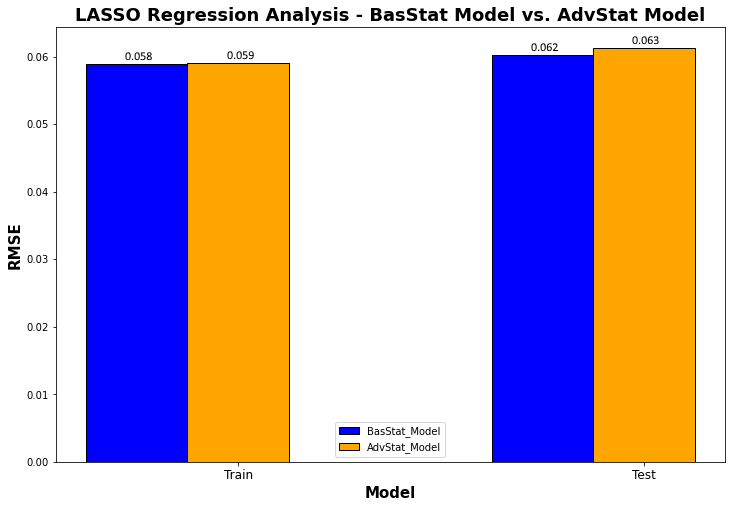 LASSO Regression Analysis - BasStat Model vs. AdvStat Model
0.058
0.059
0.062
0.063
0.06
0.05
0.04
0.03
0.02
0.01
0.00
RMSE
BasStat_Model
AdvStat_Model
Train
Test
Model